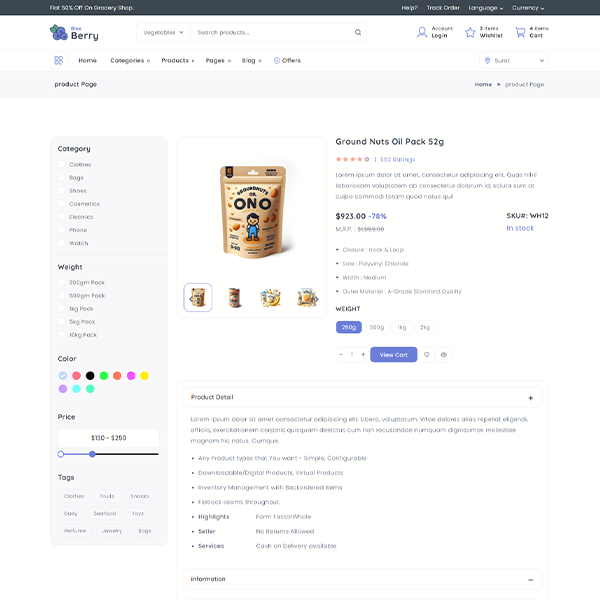 Flat 50% Off On Grocery Shop.
Help?
Track Order
Language
Currency
Blue
Berry
Vegetables
Search products...
Account
Login
3 items
Wishlist
4 items
Cart
Home
Categories
Products
Pages
Blog
Offers
Surat
product Page
Home » product Page
Category
Clothes
Bags
Shoes
Cosmetics
Electrics
Phone
Watch
Weight
200gm Pack
500gm Pack
1kg Pack
5kg Pack
10kg Pack
Color
Price
$130 - $250
Tags
Clothes
Fruits
Snacks
Dairy
Seafood
Toys
Perfume
Jewelry
Bags
GROUNDNUTS
OIL
ONO
Ground Nuts Oil Pack 52g
| 992 Ratings
Lorem ipsum dolor sit amet, consectetur adipisicing elit. Quas nihil
laboriosam voluptatem ab consectetur dolorum id, soluta sunt at
culpa commodi totam quod natus qui!
$923.00 -78%
M.R.P. : $1,999.00
SKU#: WH12
In stock
Closure : Hook & Loop
Sole : Polyvinyl Chloride
Width : Medium
Outer Material : A-Grade Standard Quality
WEIGHT
250g
500g
1kg
2kg
- 1 +
View Cart
Product Detail
+
Lorem ipsum dolor sit amet consectetur adipisicing elit. Libero, voluptatum. Vitae dolores alias repellat eligendi,
officiis, exercitationem corporis quisquam delectus cum non recusandae numquam dignissimos molestiae
magnam hic natus. Cumque.
• Any Product types that You want - Simple, Configurable
• Downloadable/Digital Products, Virtual Products
• Inventory Management with Backordered items
• Flatlock seams throughout.
• Highlights Form FactorWhole
• Seller No Returns Allowed
• Services Cash on Delivery available
Information
−